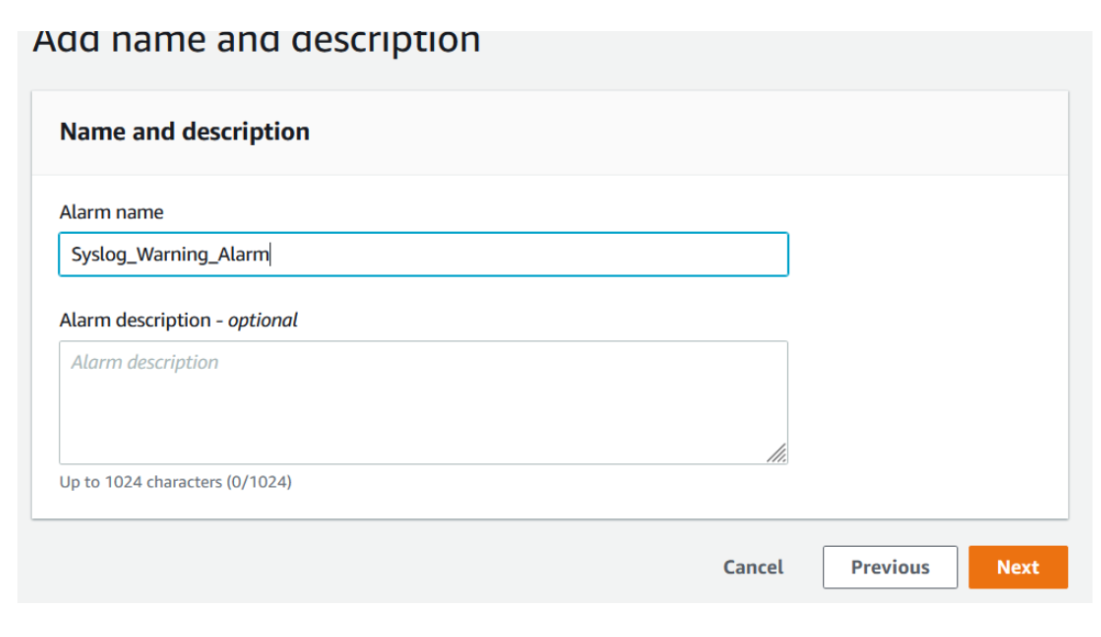 Add name and description
Name and description
Alarm name
Syslog_Warning_Alarm
Alarm description - optional
Alarm description
Up to 1024 characters (0/1024)
Cancel
Previous
Next